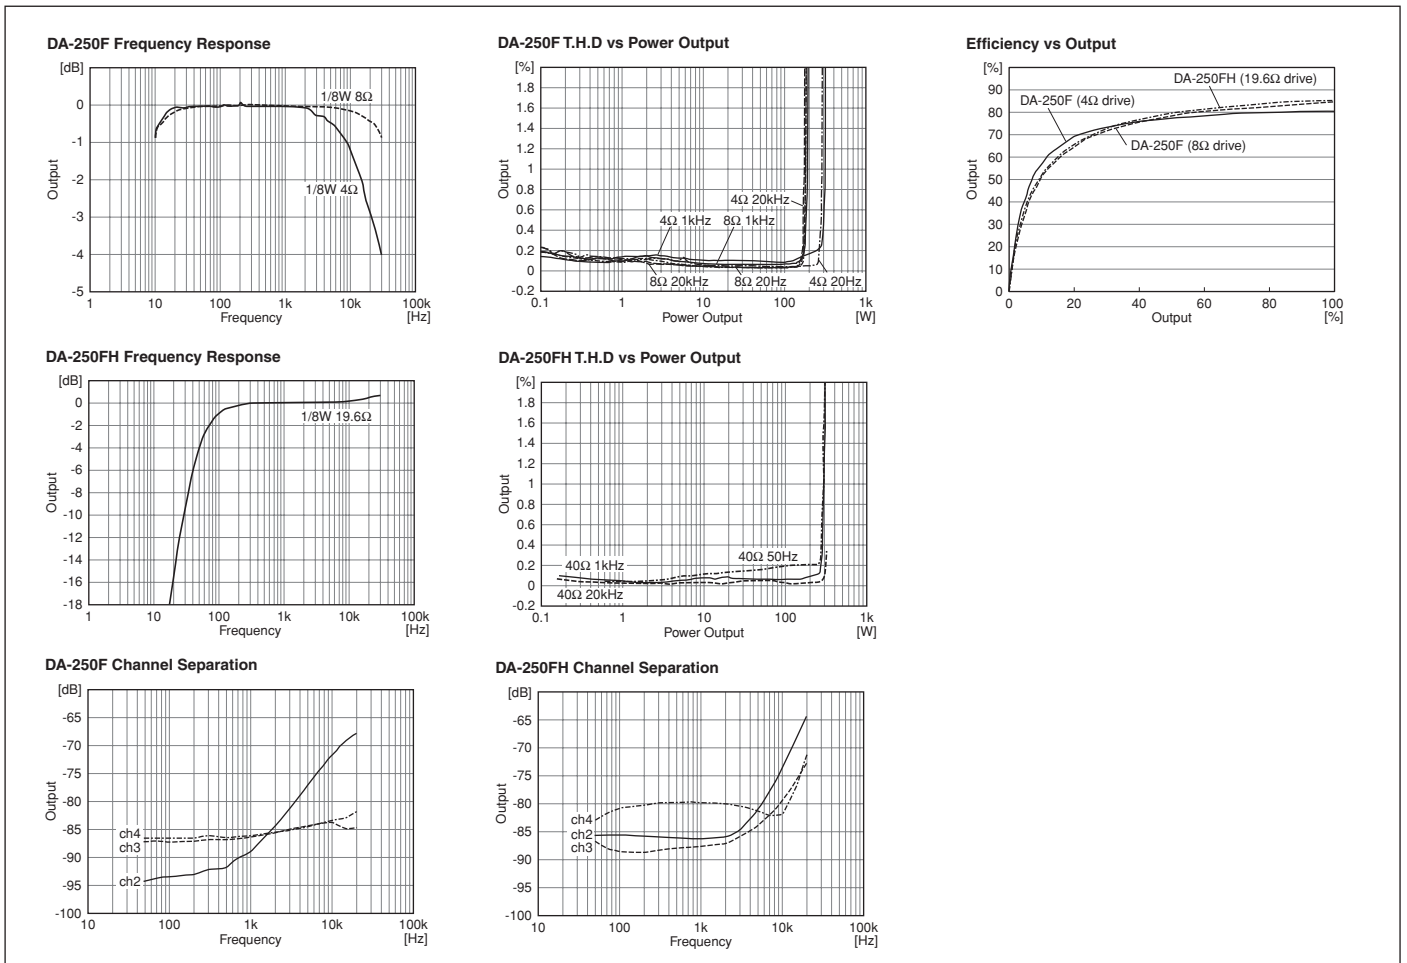 DA-250F Frequency Response
[dB]
0
-1
-2
-3
-4
-5
Output
1/8W 8Ω
1/8W 4Ω
1
10
100
1k
10k
100k
Frequency
[Hz]
DA-250F T.H.D vs Power Output
[%]
1.8
1.6
1.4
1.2
1
0.8
0.6
0.4
0.2
0
-0.2
Output
4Ω 20kHz
4Ω 1kHz
8Ω 1kHz
8Ω 20kHz
8Ω 20Hz
4Ω 20Hz
0.1
1
10
100
1k
Power Output
[W]
Efficiency vs Output
[%]
90
80
70
60
50
40
30
20
10
0
Output
DA-250FH (19.6Ω drive)
DA-250F (4Ω drive)
DA-250F (8Ω drive)
0
20
40
60
80
100
Output
[%]
DA-250FH Frequency Response
[dB]
0
-2
-4
-6
-8
-10
-12
-14
-16
-18
Output
1/8W 19.6Ω
1
10
100
1k
10k
100k
Frequency
[Hz]
DA-250FH T.H.D vs Power Output
[%]
1.8
1.6
1.4
1.2
1
0.8
0.6
0.4
0.2
0
-0.2
Output
40Ω 50Hz
40Ω 1kHz
40Ω 20kHz
0.1
1
10
100
1k
Power Output
[W]
DA-250F Channel Separation
[dB]
-65
-70
-75
-80
-85
-90
-95
-100
Output
ch4
ch3
ch2
10
100
1k
10k
100k
Frequency
[Hz]
DA-250FH Channel Separation
[dB]
-65
-70
-75
-80
-85
-90
-95
-100
Output
ch4
ch2
ch3
10
100
1k
10k
100k
Frequency
[Hz]